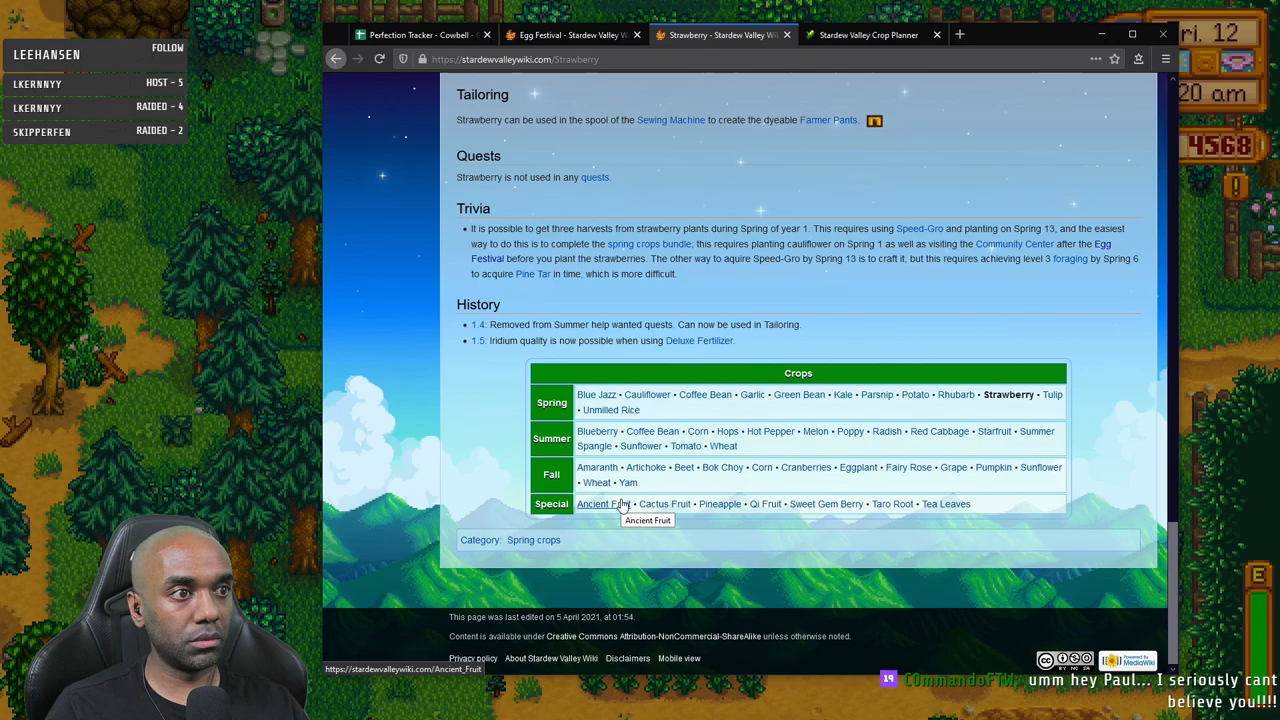 LEEHANSEN
FOLLOW
LKERNNYY
HOST - 5
LKERNNYY
RAIDED - 4
SKIPPERFEN
RAIDED - 2
Perfection Tracker - Cowbell -
Egg Festival - Stardew Valley W
Strawberry - Stardew Valley Wi
Stardew Valley Crop Planner
https://stardewvalleywiki.com/Strawberry
ri. 12
20 am
4568
Tailoring
Strawberry can be used in the spool of the Sewing Machine to create the dyeable Farmer Pants.
Quests
Strawberry is not used in any quests.
Trivia
• It is possible to get three harvests from strawberry plants during Spring of year 1. This requires using Speed-Gro and planting on Spring 13, and the easiest
way to do this is to complete the spring crops bundle; this requires planting cauliflower on Spring 1 as well as visiting the Community Center after the Egg
Festival before you plant the strawberries. The other way to aquire Speed-Gro by Spring 13 is to craft it, but this requires achieving level 3 foraging by Spring 6
to acquire Pine Tar in time, which is more difficult.
History
• 1.4: Removed from Summer help wanted quests. Can now be used in Tailoring.
• 1.5: Iridium quality is now possible when using Deluxe Fertilizer.
Crops
Spring
Blue Jazz • Cauliflower • Coffee Bean • Garlic • Green Bean • Kale • Parsnip • Potato • Rhubarb • Strawberry • Tulip
• Unmilled Rice
Summer
Blueberry • Coffee Bean • Corn • Hops • Hot Pepper • Melon • Poppy • Radish • Red Cabbage • Starfruit • Summer
Spangle • Sunflower • Tomato • Wheat
Fall
Amaranth • Artichoke • Beet • Bok Choy • Corn • Cranberries • Eggplant • Fairy Rose • Grape • Pumpkin • Sunflower
• Wheat • Yam
Special
Ancient Fruit • Cactus Fruit • Pineapple • Qi Fruit • Sweet Gem Berry • Taro Root • Tea Leaves
Ancient Fruit
Category: Spring crops
This page was last edited on 5 April 2021, at 01:54.
Content is available under Creative Commons Attribution-NonCommercial-ShareAlike unless otherwise noted.
Privacy policy
About Stardew Valley Wiki
Disclaimers
Mobile view
cc BY NC SA
Powered By MediaWiki
https://stardewvalleywiki.com/Ancient_Fruit
E
19 C0mmandoFTW: umm hey Paul... I seriously cant
believe you!!!!